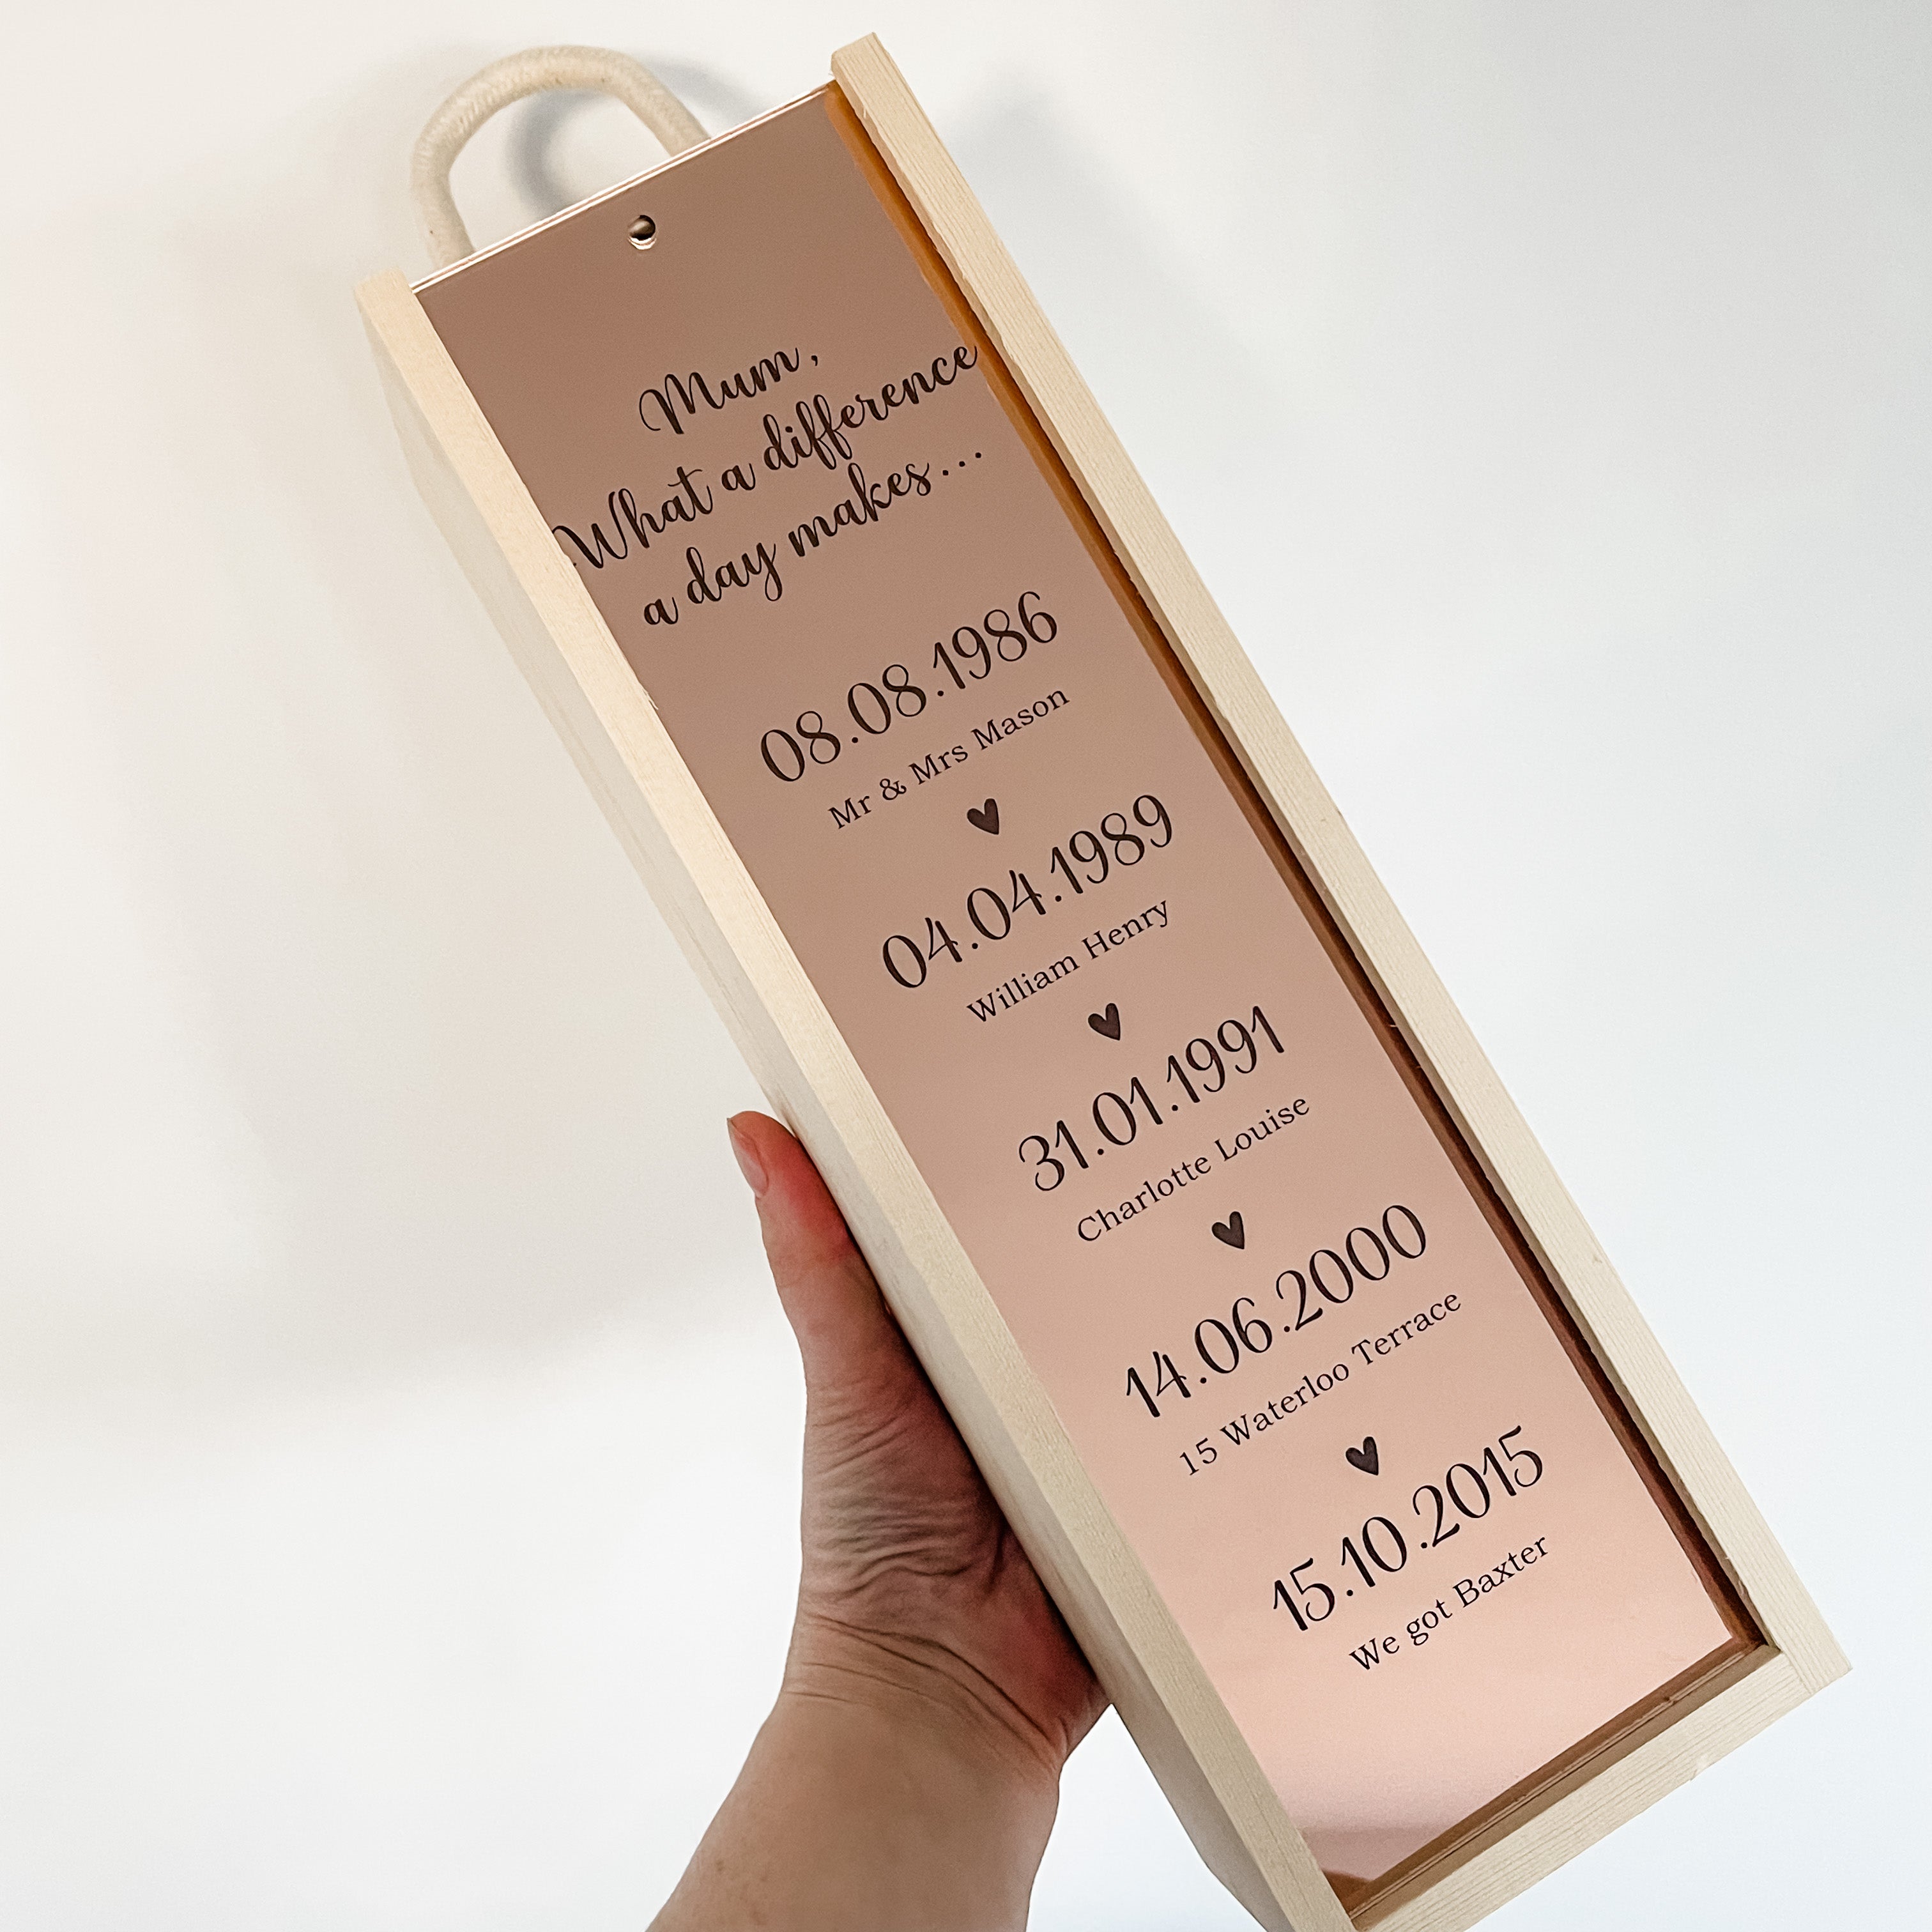 Mum,
What a difference
a day makes...
08.08.1986
Mr & Mrs Mason
04.04.1989
William Henry
31.01.1991
Charlotte Louise
14.06.2000
15 Waterloo Terrace
15.10.2015
We got Baxter